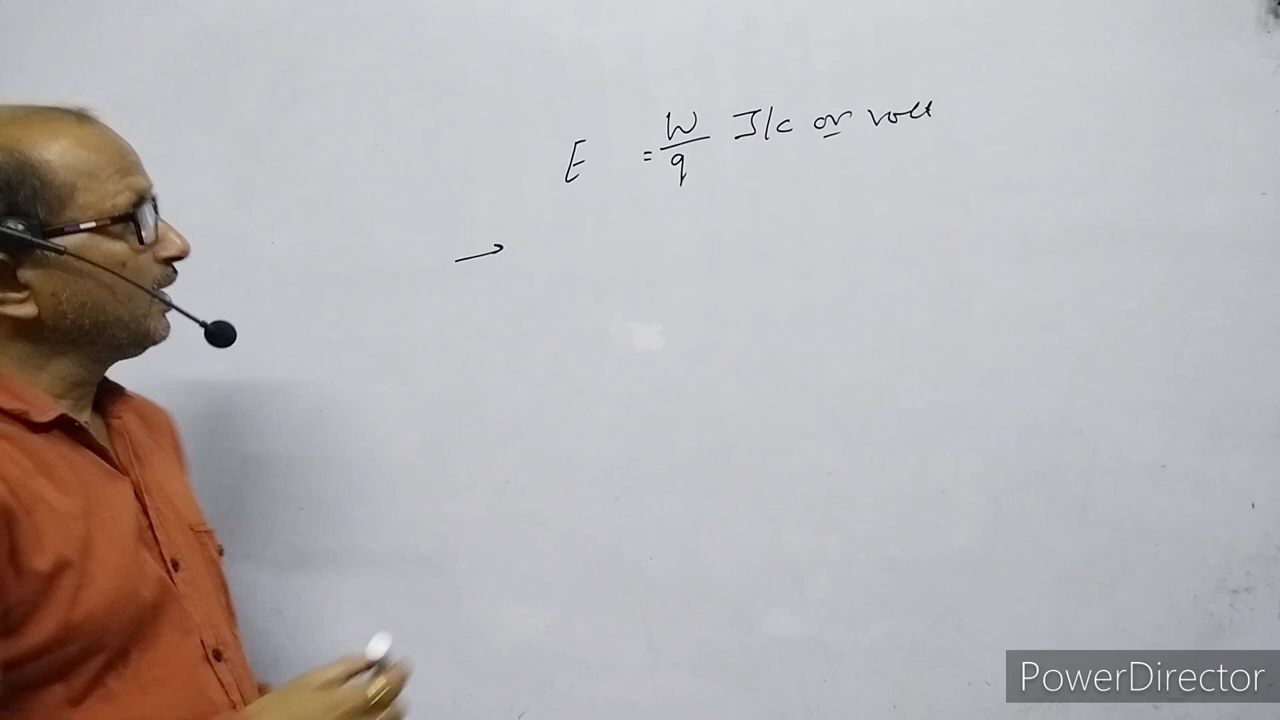 E = W/q J/C or volt
→
PowerDirector